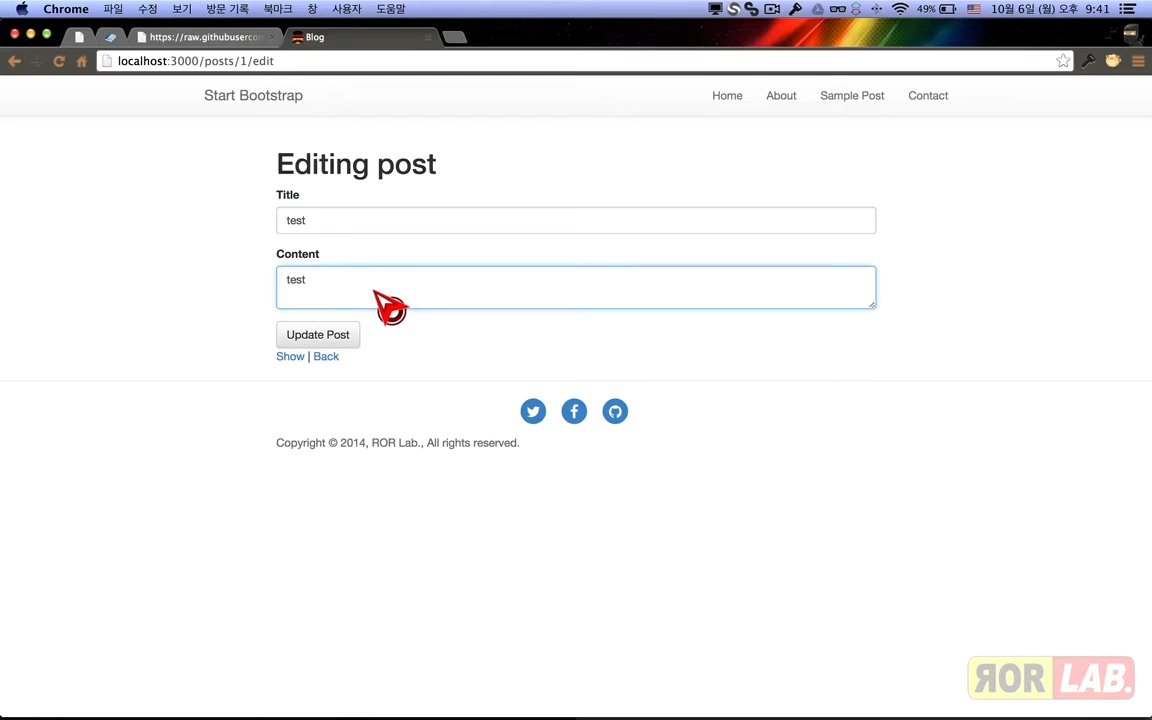 Chrome 파일 수정 보기 방문 기록 북마크 창 사용자 도움말 49% 10월 6일 (월) 오후 9:41
https://raw.githubusercon Blog
localhost:3000/posts/1/edit
Start Bootstrap Home About Sample Post Contact
Editing post
Title
test
Content
test
Update Post
Show | Back
Copyright © 2014, ROR Lab., All rights reserved.
ROR LAB.